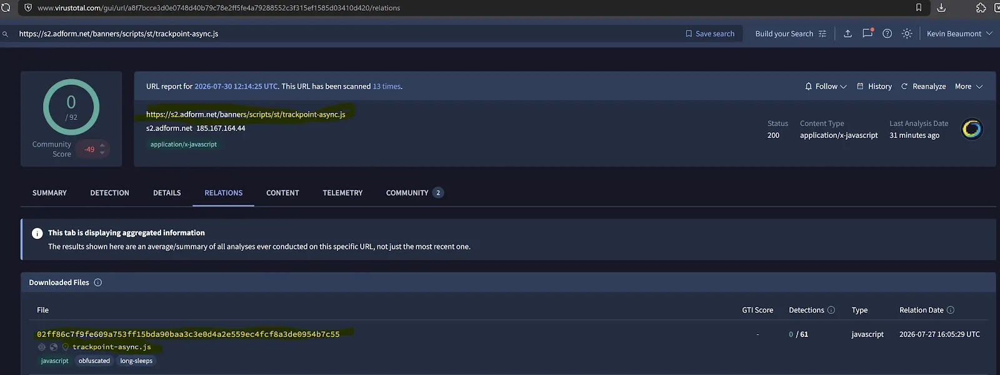 www.virustotal.com/gui/url/a8f7bcce3d0e0748d40b79c78e2ff5fe4a79288552c3f315ef1585d03410d420/relations
https://s2.adform.net/banners/scripts/st/trackpoint-async.js
Save search
Build your Search
Kevin Beaumont
0
/ 92
Community Score
-49
URL report for 2026-07-30 12:14:25 UTC. This URL has been scanned 13 times.
Follow
History
Reanalyze
More
https://s2.adform.net/banners/scripts/st/trackpoint-async.js
s2.adform.net 185.167.164.44
application/x-javascript
Status
200
Content Type
application/x-javascript
Last Analysis Date
31 minutes ago
SUMMARY
DETECTION
DETAILS
RELATIONS
CONTENT
TELEMETRY
COMMUNITY 2
This tab is displaying aggregated information
The results shown here are an average/summary of all analyses ever conducted on this specific URL, not just the most recent one.
Downloaded Files
File
GTI Score
Detections
Type
Relation Date
02ff86c7f9fe609a753ff15bda90baa3c3e0d4a2e559ec4fcf8a3de0954b7c55
-
0 / 61
javascript
2026-07-27 16:05:29 UTC
trackpoint-async.js
javascript
obfuscated
long-sleeps